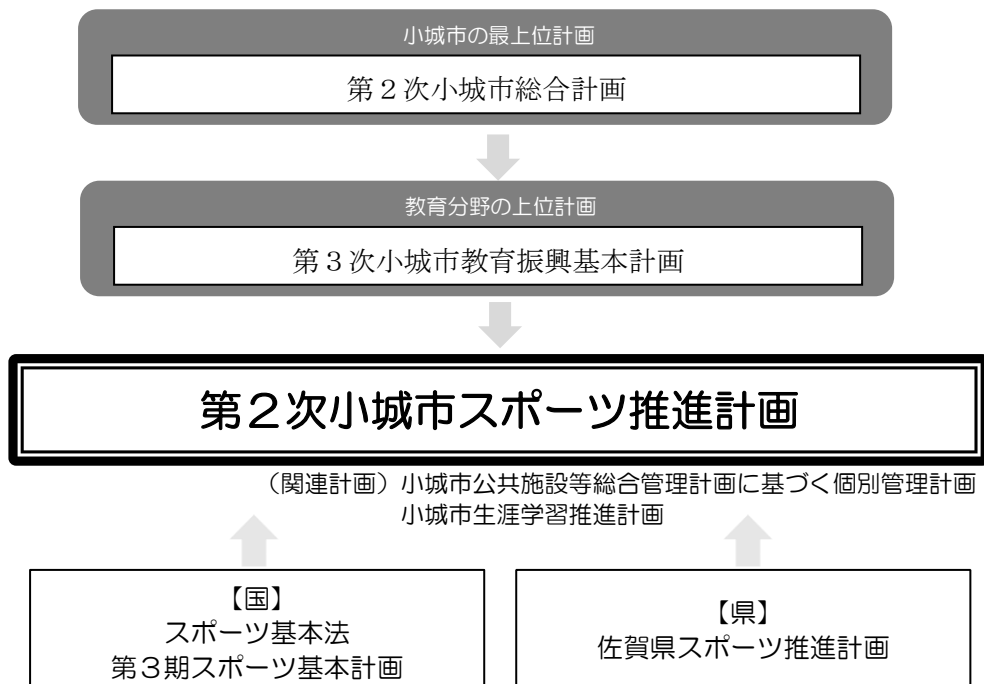 小城市の最上位計画
第２次小城市総合計画
教育分野の上位計画
第３次小城市教育振興基本計画
第２次小城市スポーツ推進計画
（関連計画）小城市公共施設等総合管理計画に基づく個別管理計画
小城市生涯学習推進計画
【国】
スポーツ基本法
第３期スポーツ基本計画
【県】
佐賀県スポーツ推進計画